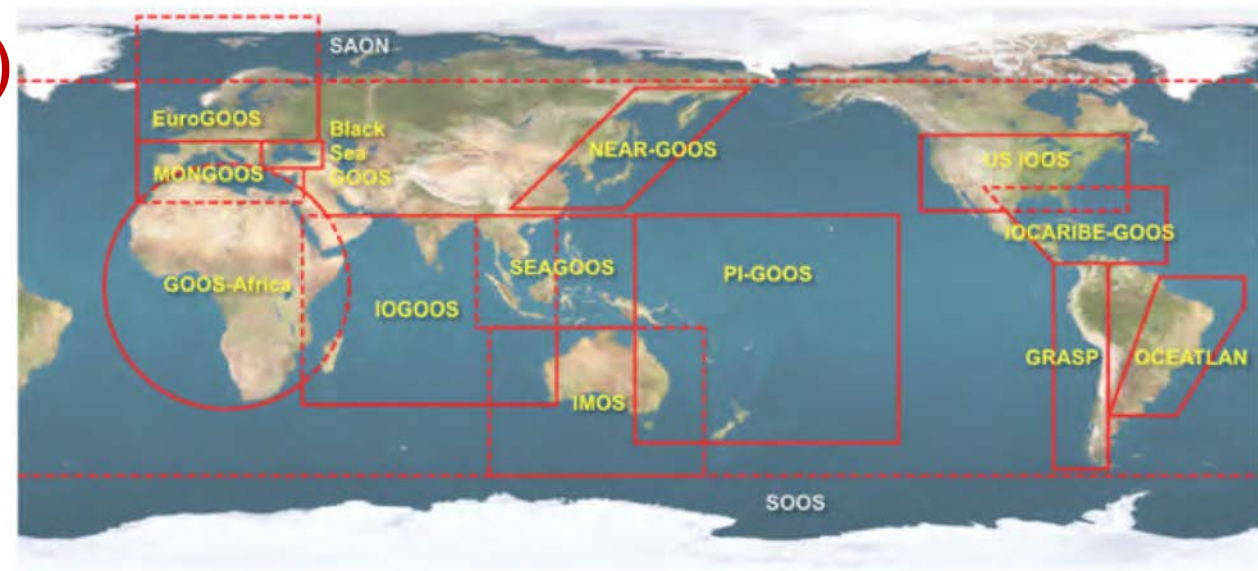 )
SAON
EuroGOOS
Black
Sea
GOOS
MONGOOS
NEAR-GOOS
US IOOS
IOCARIBE-GOOS
GOOS-Africa
SEAGOOS
PI-GOOS
IOGOOS
GRASP
OCEATLAN
IMOS
SOOS